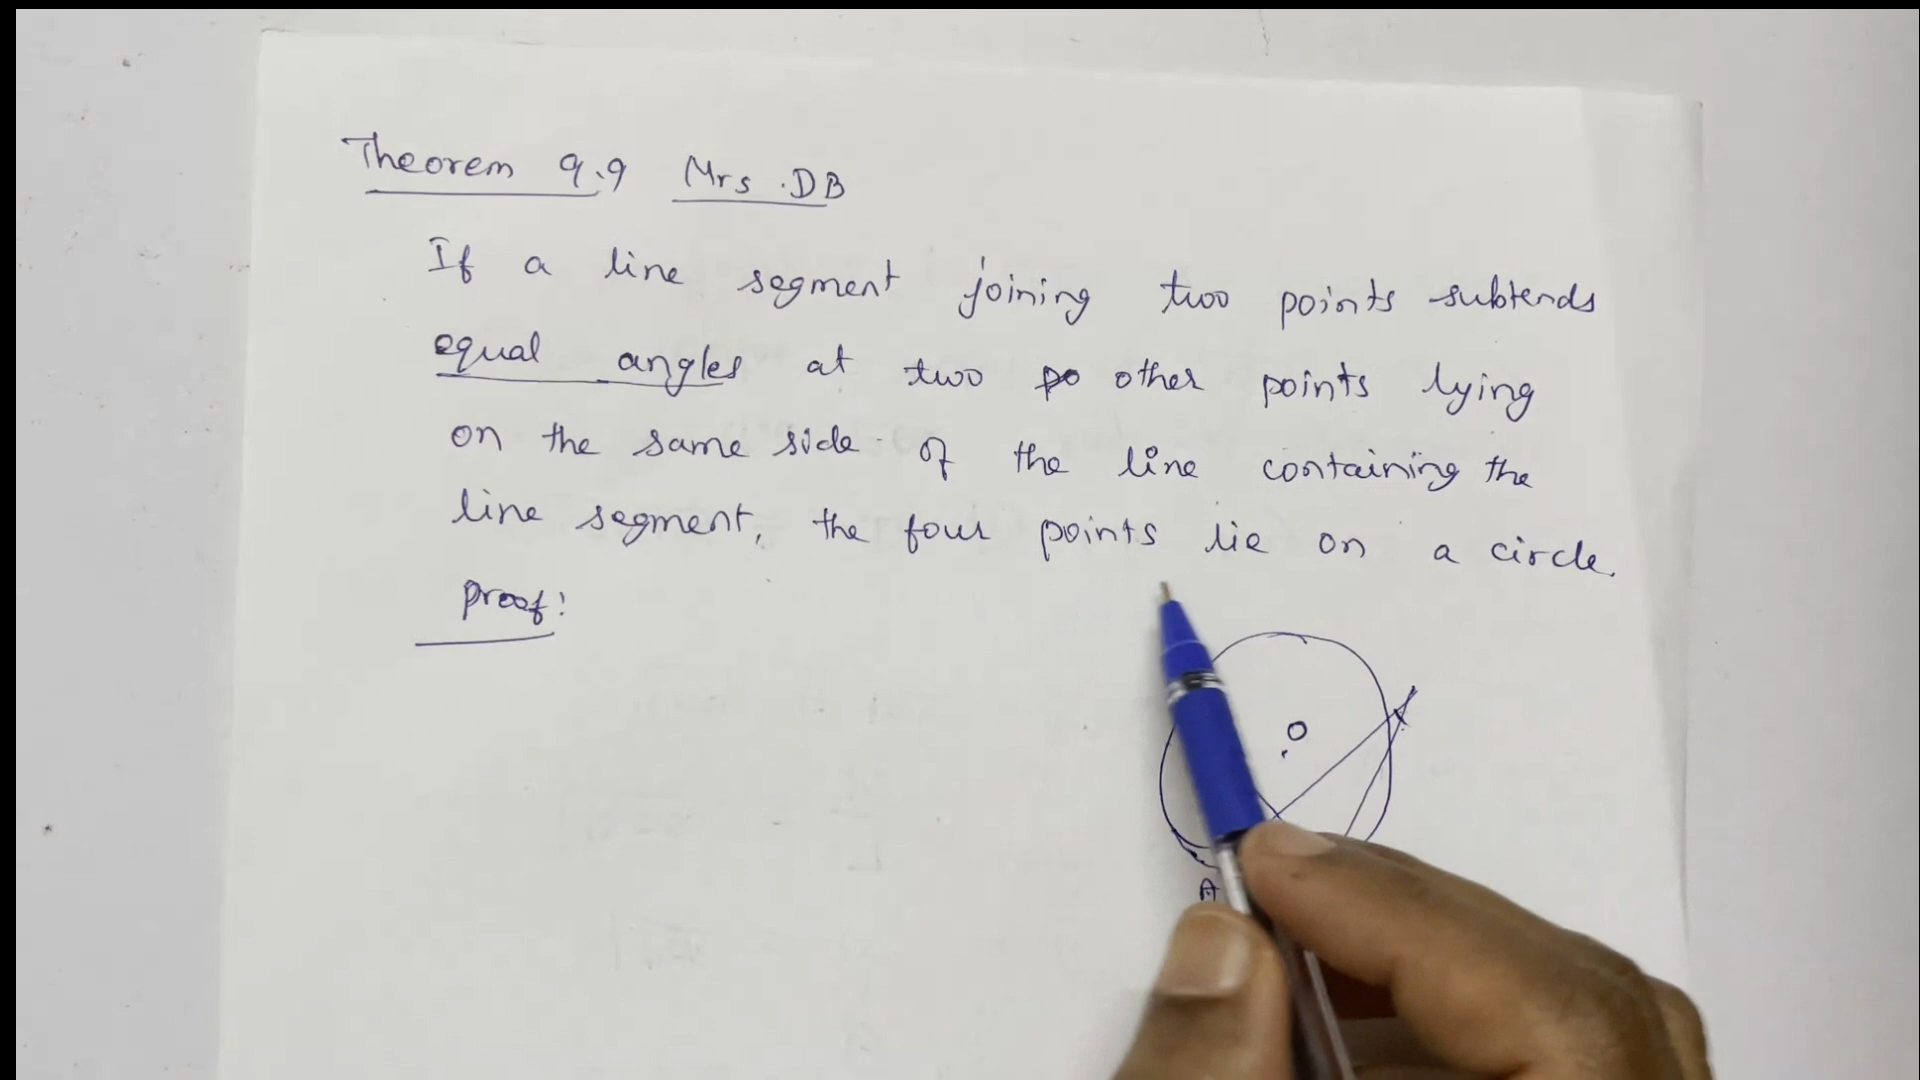 Theorem 9.9 Mrs.DB
If a line segment joining two points subtends
equal angles at two other points lying
on the same side of the line containing the
line segment, the four points lie on a circle.
Proof:
O
A